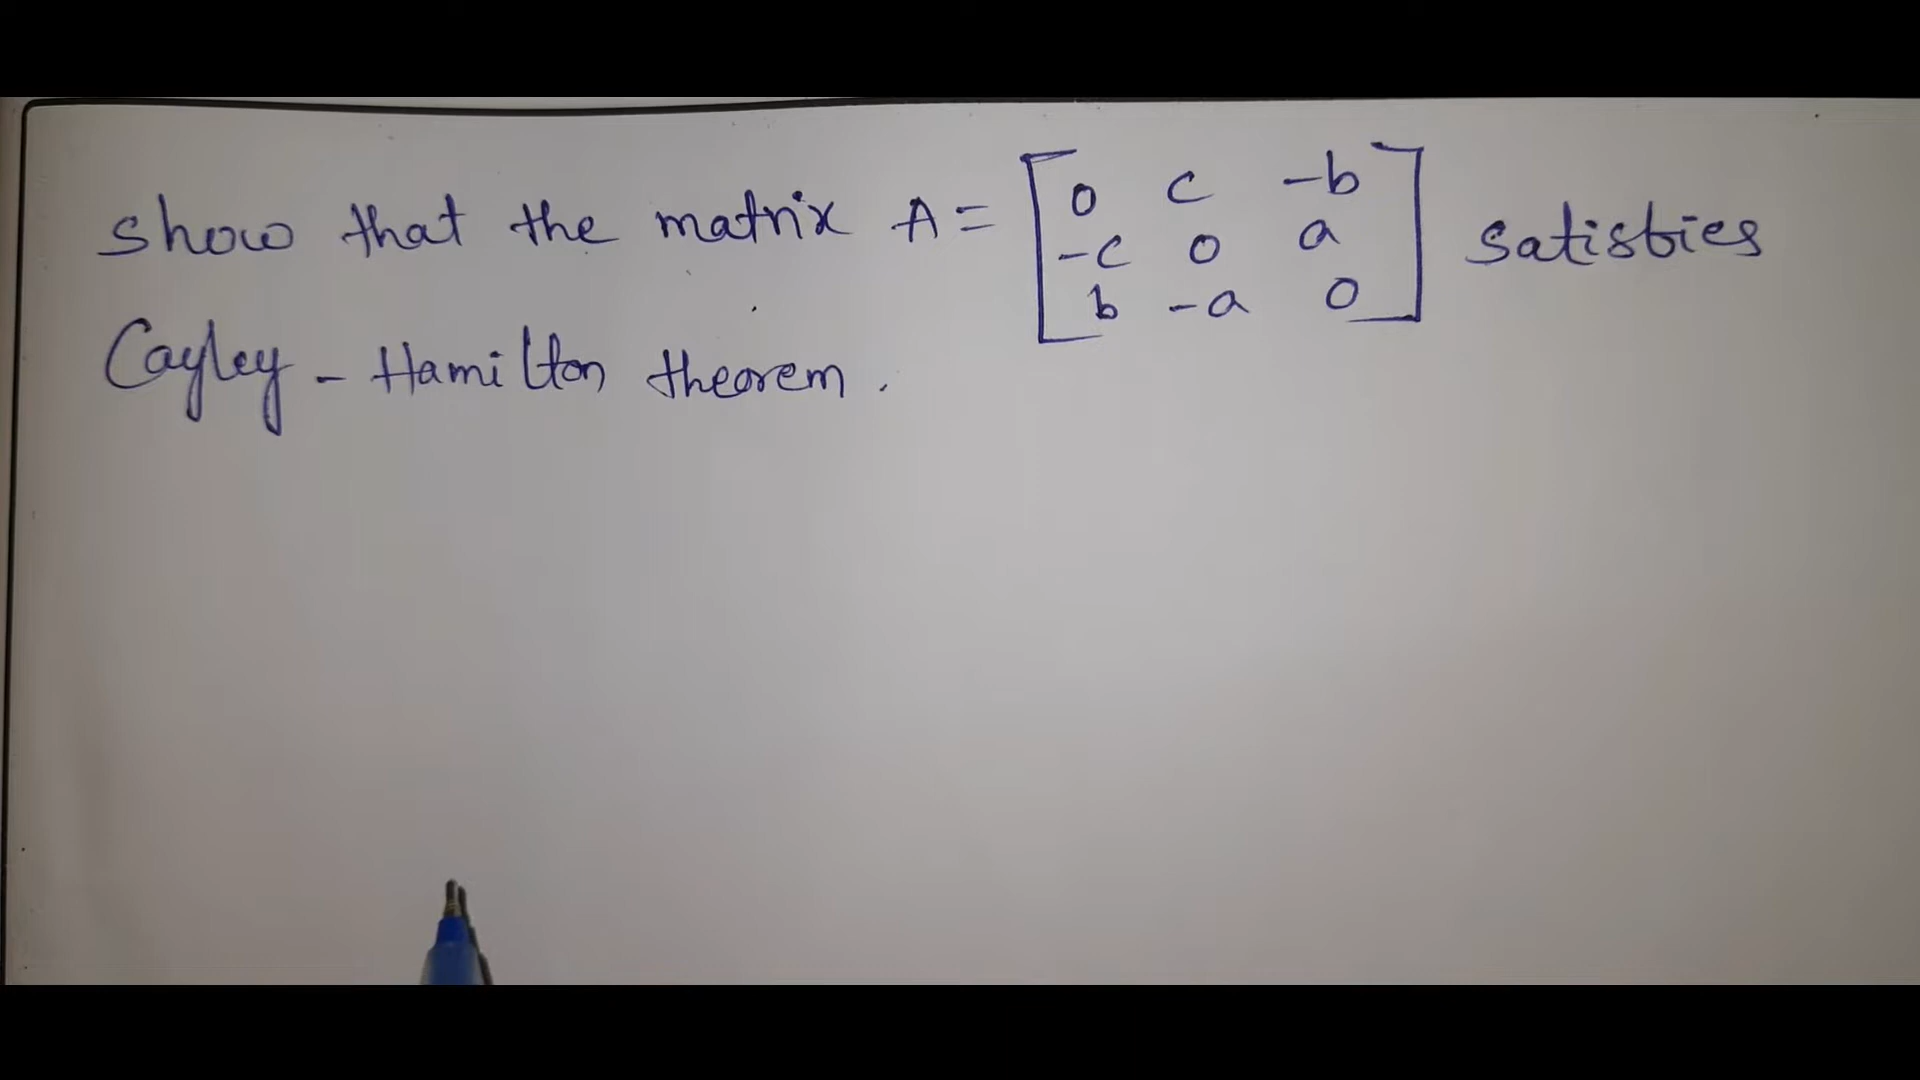 show that the matrix A = [0 c -b; -c 0 a; b -a 0] satisfies
Cayley - Hamilton theorem.